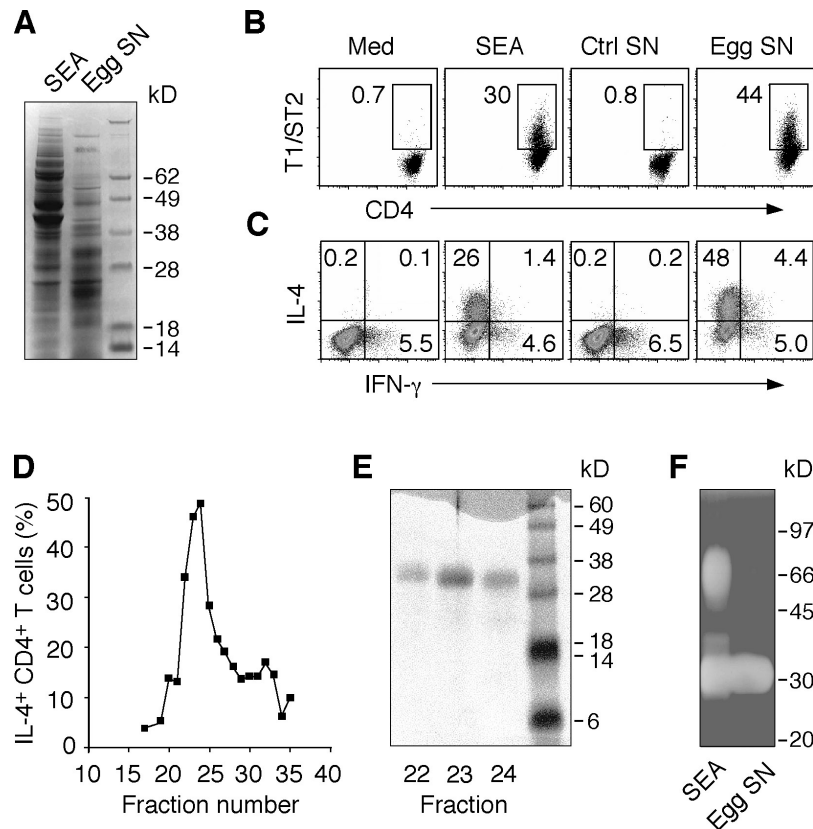 A
SEA
Egg SN
kD
-62
-49
-38
-28
-18
-14
B
Med
SEA
Ctrl SN
Egg SN
T1/ST2
0.7
30
0.8
44
CD4
C
IL-4
0.2
0.1
5.5
26
1.4
4.6
0.2
0.2
6.5
48
4.4
5.0
IFN-γ
D
IL-4+ CD4+ T cells (%)
50
40
30
20
10
0
10
15
20
25
30
35
40
Fraction number
E
kD
- 60
- 49
- 38
- 28
- 18
- 14
- 6
22
23
24
Fraction
F
kD
-97
-66
-45
-30
-20
SEA
Egg SN